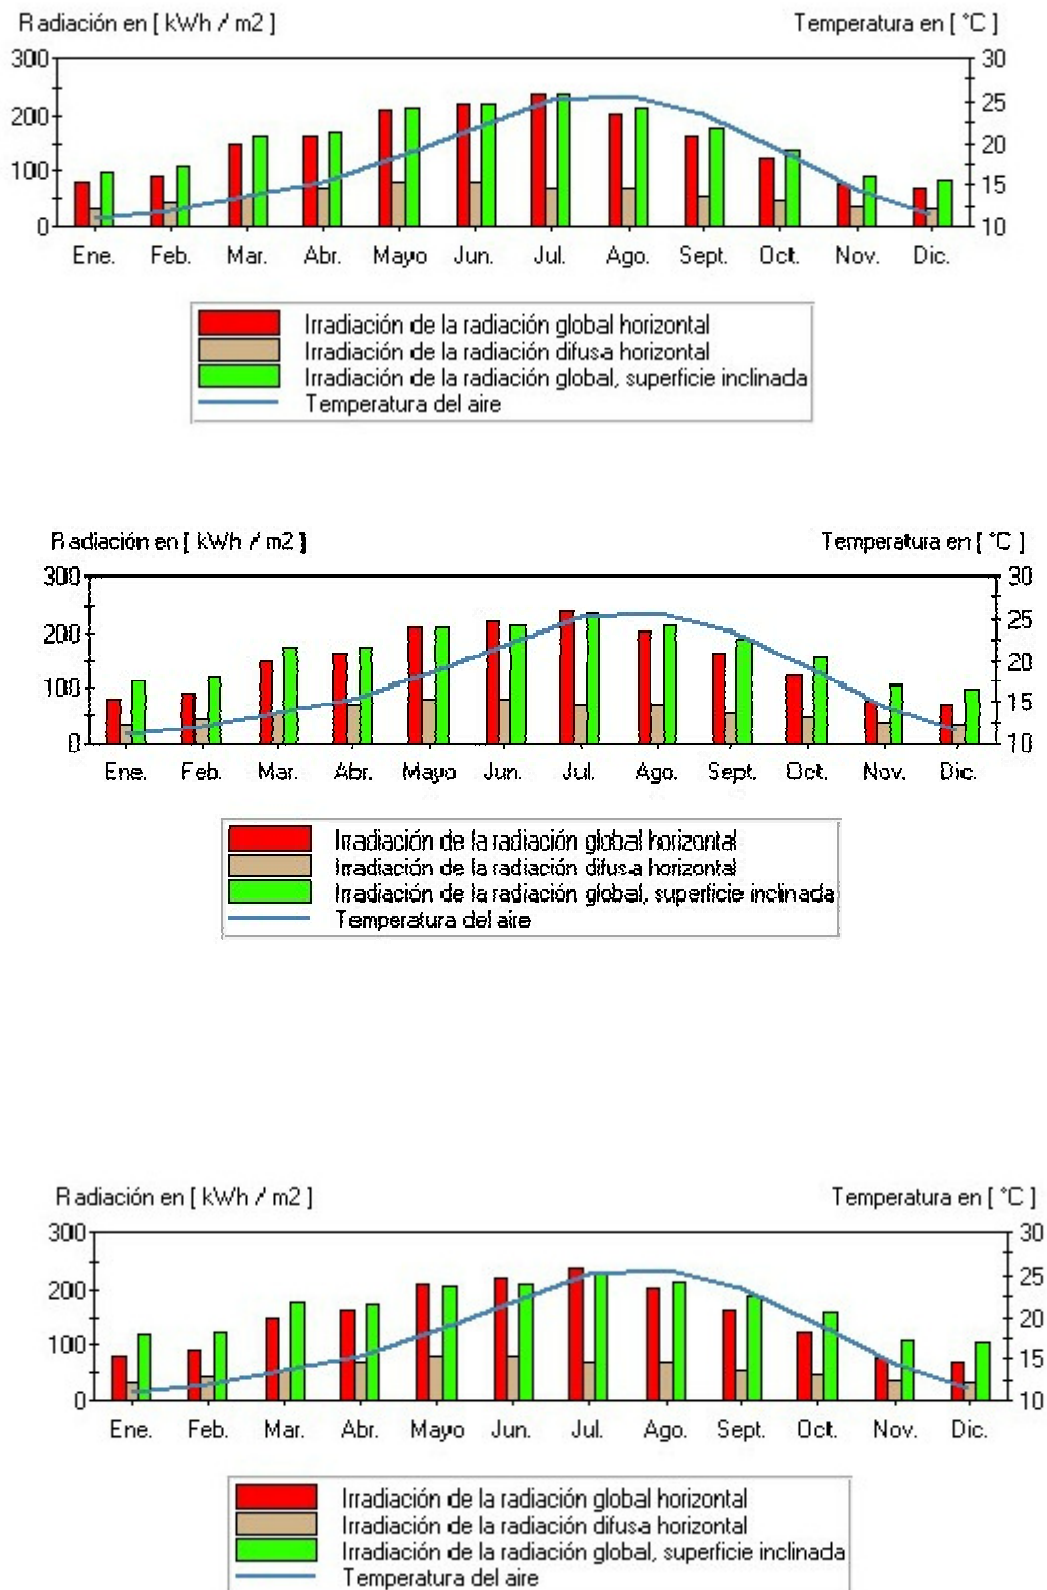 Radiación en [ kWh / m2 ] Temperatura en [ °C ]
300 30
25
200 20
100 15
0 10
Ene. Feb. Mar. Abr. Mayo Jun. Jul. Ago. Sept. Oct. Nov. Dic.
Irradiación de la radiación global horizontal
Irradiación de la radiación difusa horizontal
Irradiación de la radiación global, superficie inclinada
Temperatura del aire
Radiación en [ kWh / m2 ] Temperatura en [ °C ]
300 30
25
200 20
100 15
0 10
Ene. Feb. Mar. Abr. Mayo Jun. Jul. Ago. Sept. Oct. Nov. Dic.
Irradiación de la radiación global horizontal
Irradiación de la radiación difusa horizontal
Irradiación de la radiación global, superficie inclinada
Temperatura del aire
Radiación en [ kWh / m2 ] Temperatura en [ °C ]
300 30
25
200 20
100 15
0 10
Ene. Feb. Mar. Abr. Mayo Jun. Jul. Ago. Sept. Oct. Nov. Dic.
Irradiación de la radiación global horizontal
Irradiación de la radiación difusa horizontal
Irradiación de la radiación global, superficie inclinada
Temperatura del aire